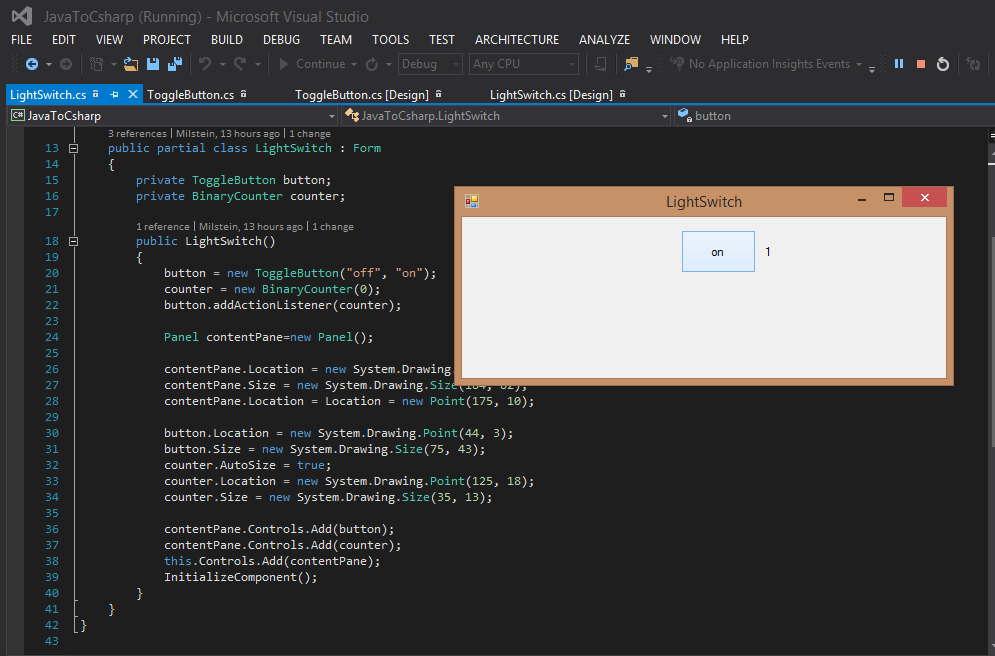 JavaToCsharp (Running) - Microsoft Visual Studio
FILE EDIT VIEW PROJECT BUILD DEBUG TEAM TOOLS TEST ARCHITECTURE ANALYZE WINDOW HELP
Continue Debug Any CPU No Application Insights Events
LightSwitch.cs ToggleButton.cs ToggleButton.cs [Design] LightSwitch.cs [Design]
C# JavaToCsharp JavaToCsharp.LightSwitch button
3 references | Milstein, 13 hours ago | 1 change
13 public partial class LightSwitch : Form
14 {
15 private ToggleButton button;
16 private BinaryCounter counter;
17
1 reference | Milstein, 13 hours ago | 1 change
18 public LightSwitch()
19 {
20 button = new ToggleButton("off", "on");
21 counter = new BinaryCounter(0);
22 button.addActionListener(counter);
23
24 Panel contentPane=new Panel();
25
26 contentPane.Location = new System.Drawing.
27 contentPane.Size = new System.Drawing.Size(
28 contentPane.Location = Location = new Point(175, 10);
29
30 button.Location = new System.Drawing.Point(44, 3);
31 button.Size = new System.Drawing.Size(75, 43);
32 counter.AutoSize = true;
33 counter.Location = new System.Drawing.Point(125, 18);
34 counter.Size = new System.Drawing.Size(35, 13);
35
36 contentPane.Controls.Add(button);
37 contentPane.Controls.Add(counter);
38 this.Controls.Add(contentPane);
39 InitializeComponent();
40 }
41 }
42 }
43
LightSwitch
on 1